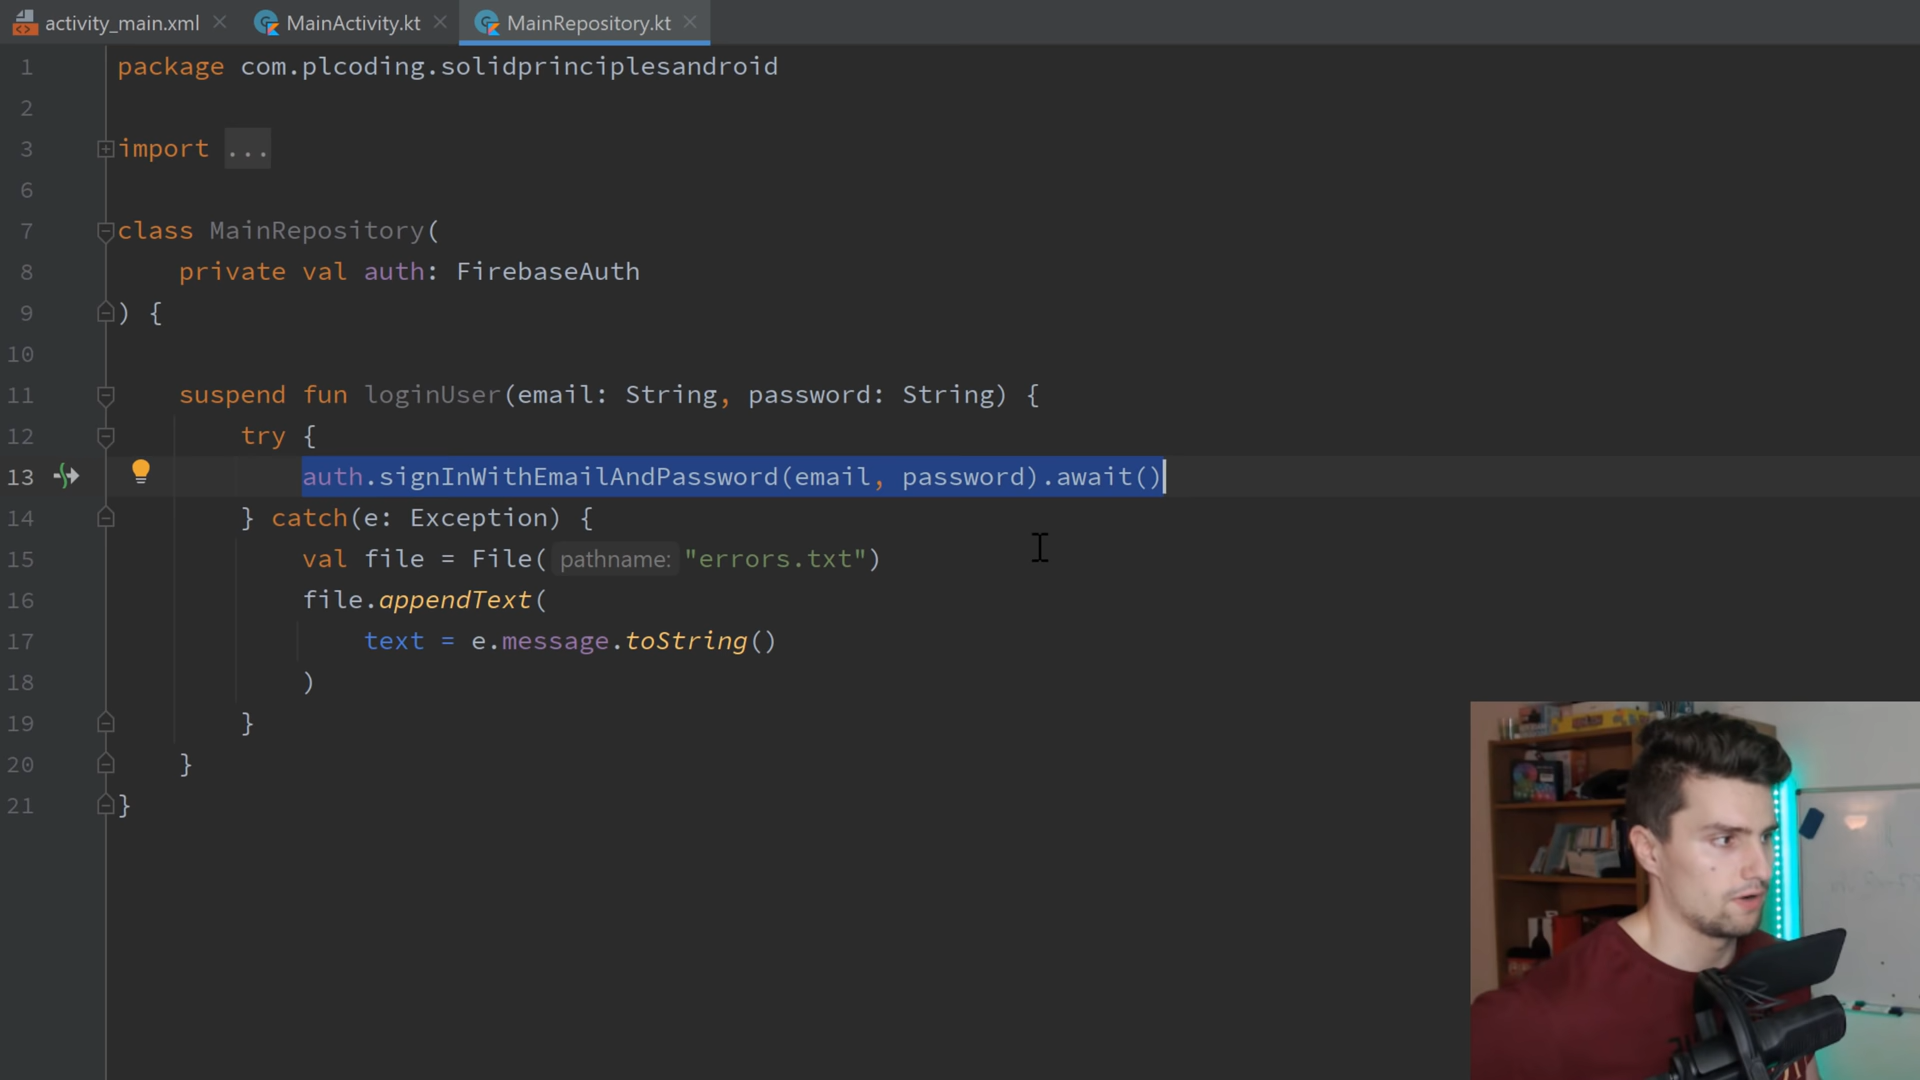 activity_main.xml MainActivity.kt MainRepository.kt
1 package com.plcoding.solidprinciplesandroid
2
3 import ...
6
7 class MainRepository(
8 private val auth: FirebaseAuth
9 ) {
10
11 suspend fun loginUser(email: String, password: String) {
12 try {
13 auth.signInWithEmailAndPassword(email, password).await()
14 } catch(e: Exception) {
15 val file = File( pathname: "errors.txt")
16 file.appendText(
17 text = e.message.toString()
18 )
19 }
20 }
21 }